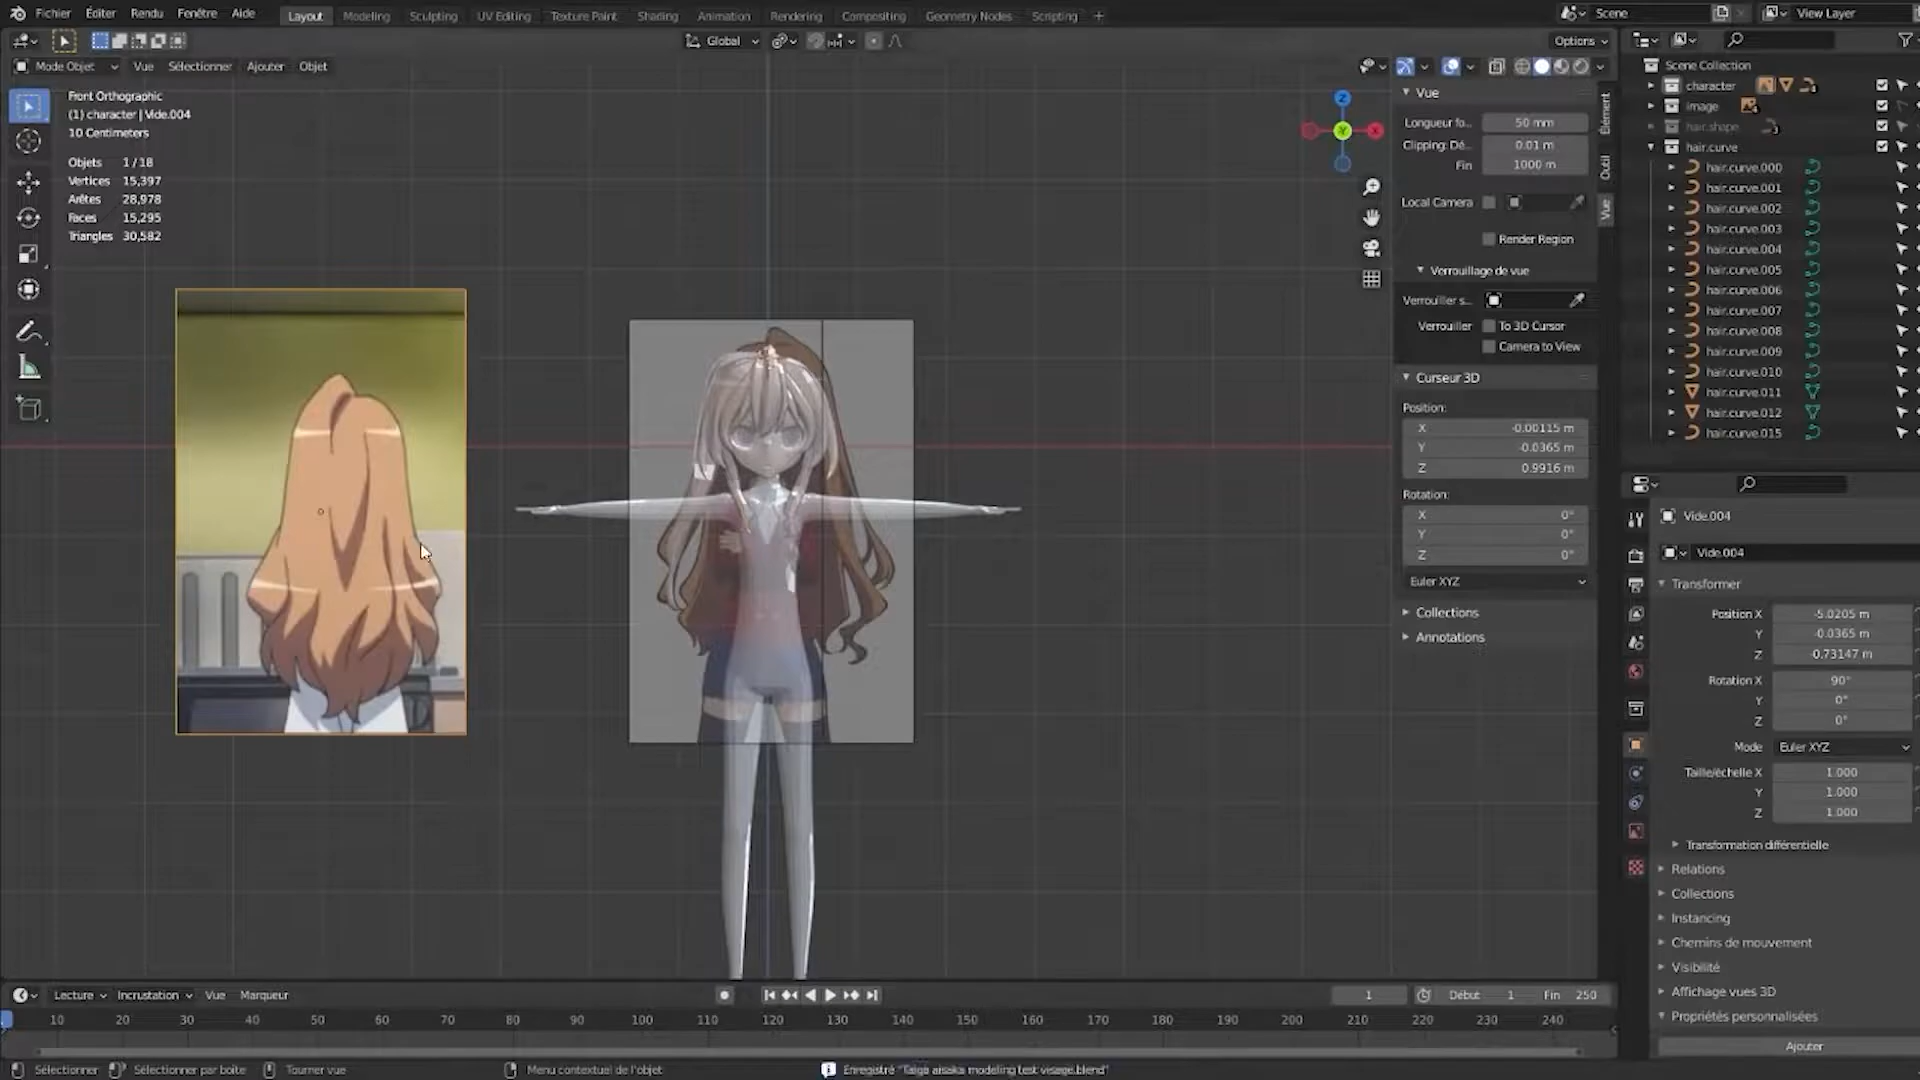 Fichier Éditer Rendu Fenêtre Aide Layout Modeling Sculpting UV Editing Texture Paint Shading Animation Rendering Compositing Geometry Nodes Scripting + Scene View Layer
Global Options
Mode Objet Vue Sélectionner Ajouter Objet
Front Orthographic
(1) character | Vide.004
10 Centimeters
Objets 1/18
Vertices 15,397
Arêtes 28,978
Faces 15,295
Triangles 30,582
Vue
Longueur fo... 50 mm
Clipping: Dé... 0.01 m
Fin 1000 m
Local Camera
Render Region
Verrouillage de vue
Verrouiller s...
Verrouiller To 3D Cursor
Camera to View
Curseur 3D
Position:
X -0.00115 m
Y -0.0365 m
Z 0.9916 m
Rotation:
X 0°
Y 0°
Z 0°
Euler XYZ
Collections
Annotations
Élément
Outil
Vue
Scene Collection
character
image
hair.shape
hair.curve
hair.curve.000
hair.curve.001
hair.curve.002
hair.curve.003
hair.curve.004
hair.curve.005
hair.curve.006
hair.curve.007
hair.curve.008
hair.curve.009
hair.curve.010
hair.curve.011
hair.curve.012
hair.curve.015
Vide.004
Vide.004
Transformer
Position X -5.0205 m
Y -0.0365 m
Z -0.73147 m
Rotation X 90°
Y 0°
Z 0°
Mode Euler XYZ
Taille/échelle X 1.000
Y 1.000
Z 1.000
Transformation différentielle
Relations
Collections
Instancing
Chemins de mouvement
Visibilité
Affichage vues 3D
Propriétés personnalisées
Ajouter
Lecture Incrustation Vue Marqueur 1 Début 1 Fin 250
10 20 30 40 50 60 70 80 90 100 110 120 130 140 150 160 170 180 190 200 210 220 230 240
Sélectionner Sélectionner par boîte Tourner vue Menu contextuel de l'objet Enregistré "Taiga aisaka modeling test visage.blend"